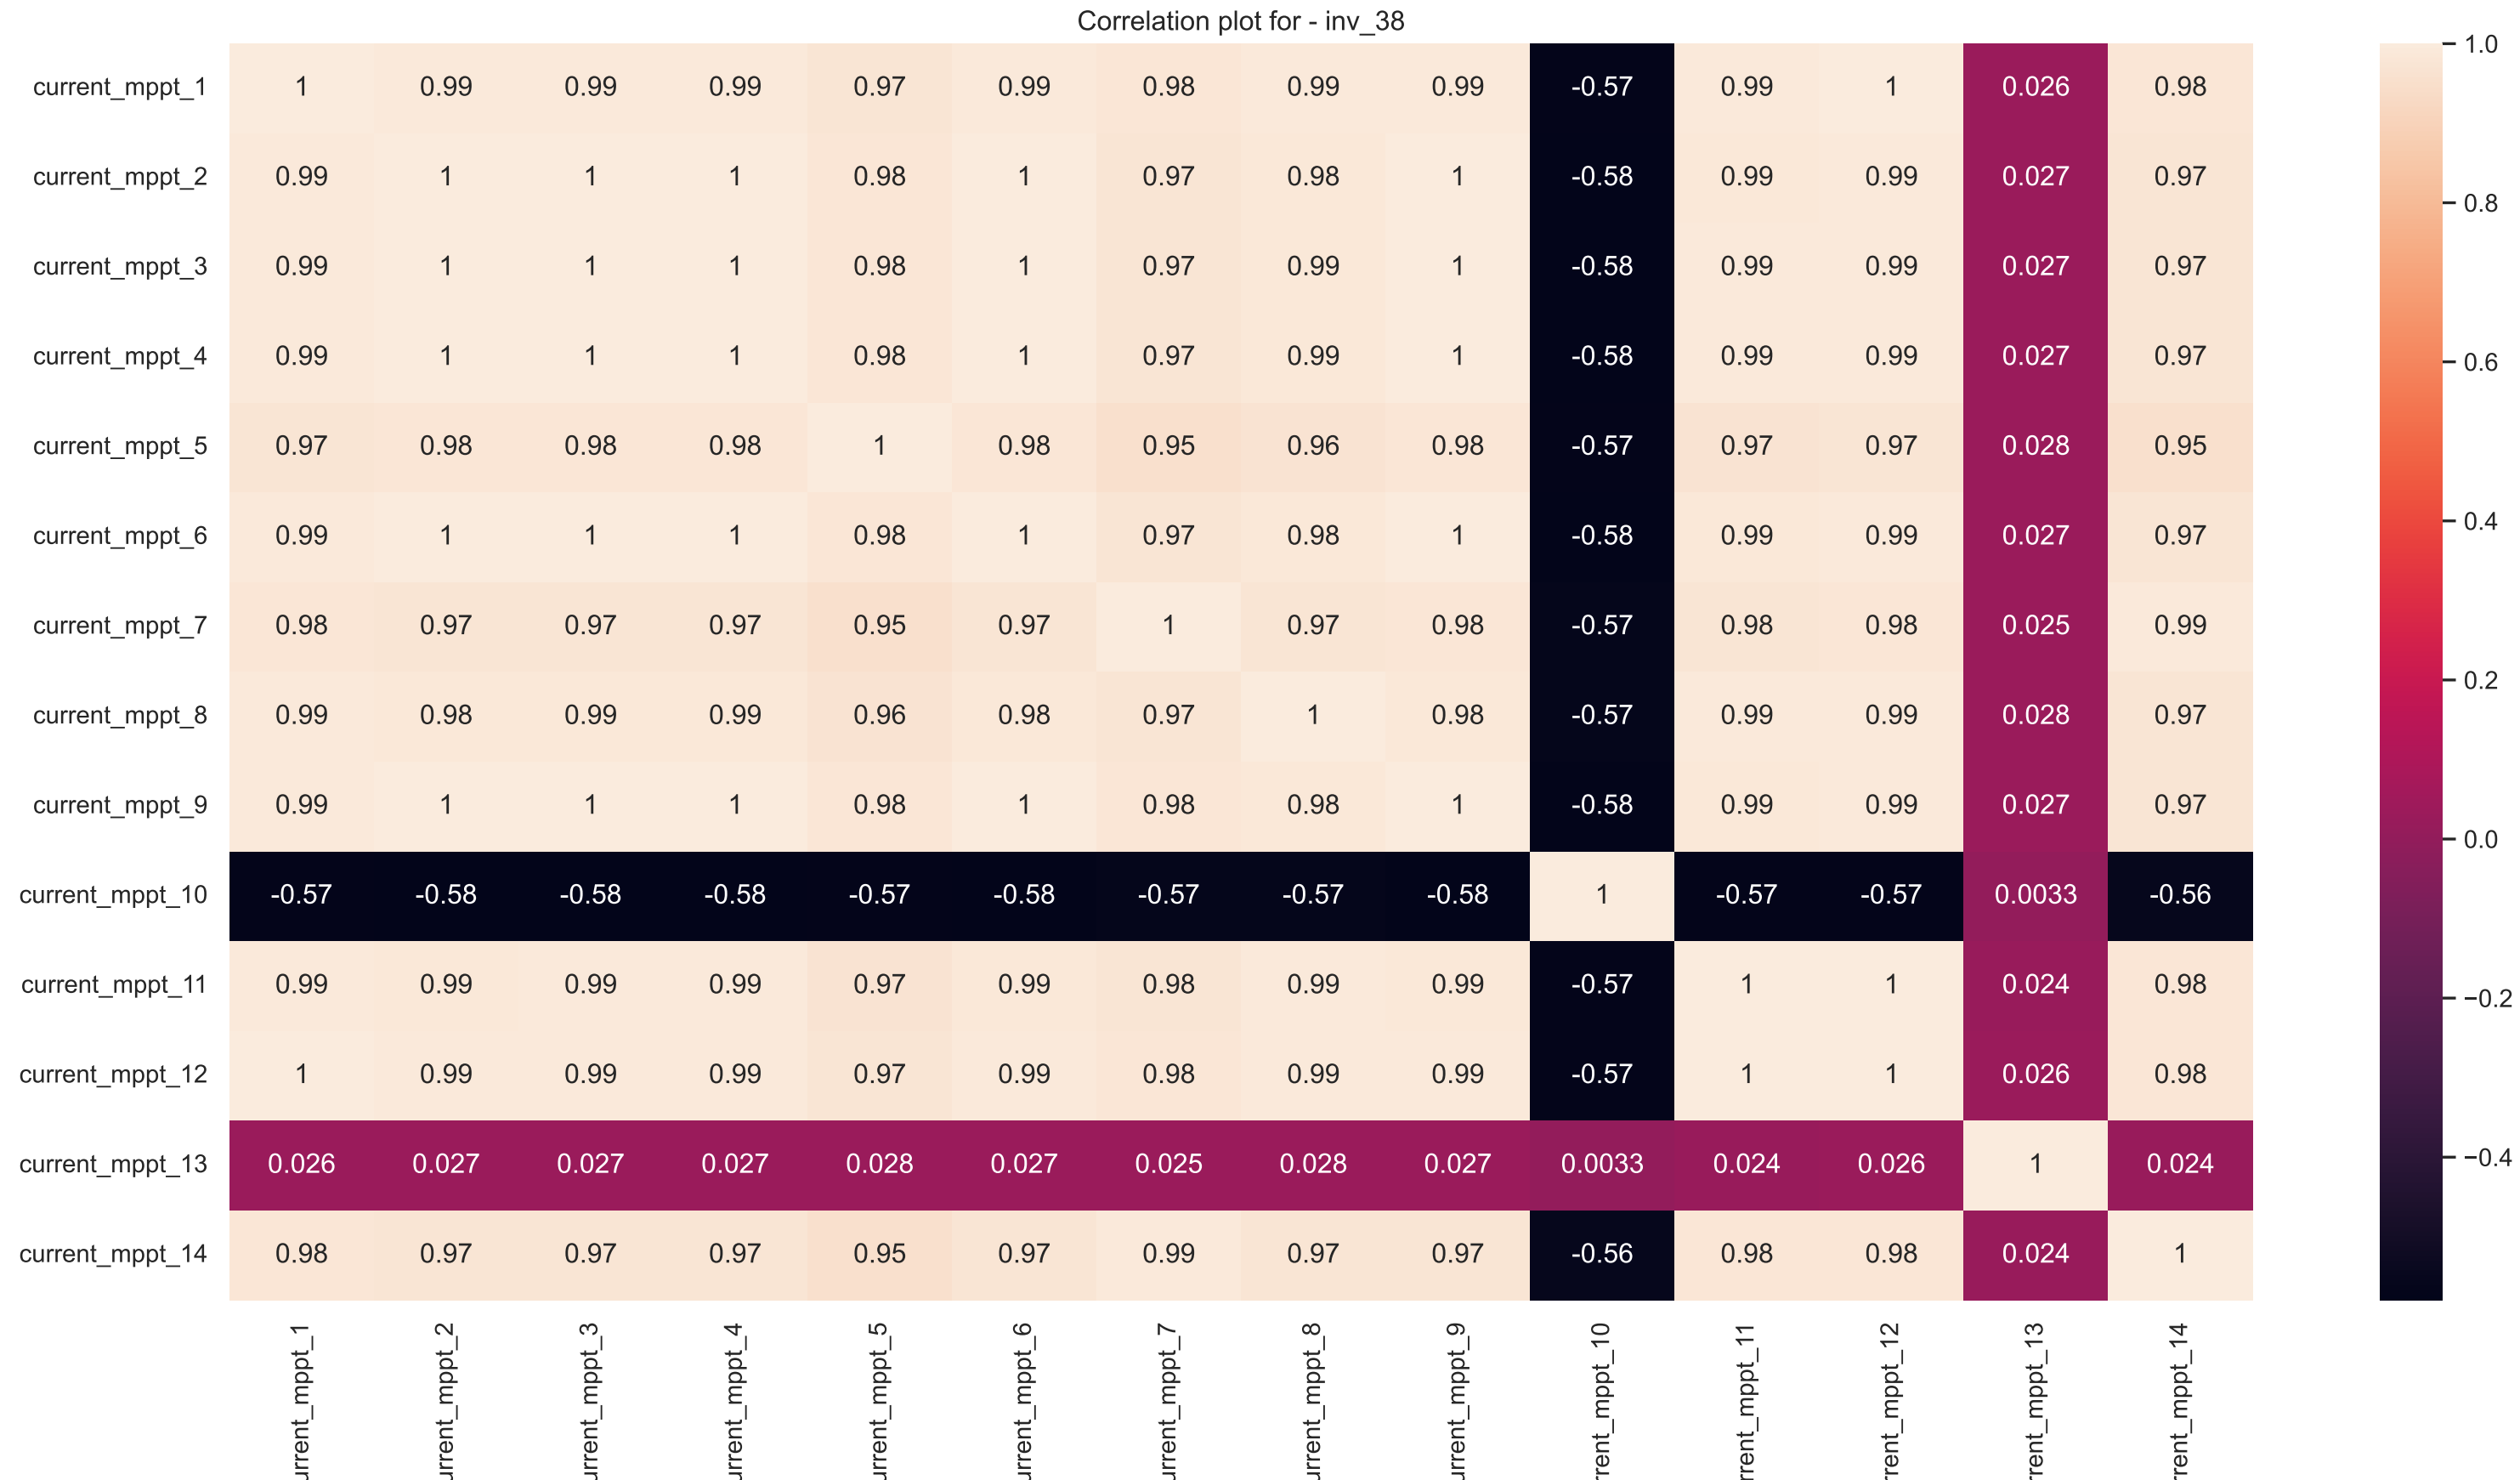 Correlation plot for - inv_38
current_mppt_1 1 0.99 0.99 0.99 0.97 0.99 0.98 0.99 0.99 -0.57 0.99 1 0.026 0.98
current_mppt_2 0.99 1 1 1 0.98 1 0.97 0.98 1 -0.58 0.99 0.99 0.027 0.97
current_mppt_3 0.99 1 1 1 0.98 1 0.97 0.99 1 -0.58 0.99 0.99 0.027 0.97
current_mppt_4 0.99 1 1 1 0.98 1 0.97 0.99 1 -0.58 0.99 0.99 0.027 0.97
current_mppt_5 0.97 0.98 0.98 0.98 1 0.98 0.95 0.96 0.98 -0.57 0.97 0.97 0.028 0.95
current_mppt_6 0.99 1 1 1 0.98 1 0.97 0.98 1 -0.58 0.99 0.99 0.027 0.97
current_mppt_7 0.98 0.97 0.97 0.97 0.95 0.97 1 0.97 0.98 -0.57 0.98 0.98 0.025 0.99
current_mppt_8 0.99 0.98 0.99 0.99 0.96 0.98 0.97 1 0.98 -0.57 0.99 0.99 0.028 0.97
current_mppt_9 0.99 1 1 1 0.98 1 0.98 0.98 1 -0.58 0.99 0.99 0.027 0.97
current_mppt_10 -0.57 -0.58 -0.58 -0.58 -0.57 -0.58 -0.57 -0.57 -0.58 1 -0.57 -0.57 0.0033 -0.56
current_mppt_11 0.99 0.99 0.99 0.99 0.97 0.99 0.98 0.99 0.99 -0.57 1 1 0.024 0.98
current_mppt_12 1 0.99 0.99 0.99 0.97 0.99 0.98 0.99 0.99 -0.57 1 1 0.026 0.98
current_mppt_13 0.026 0.027 0.027 0.027 0.028 0.027 0.025 0.028 0.027 0.0033 0.024 0.026 1 0.024
current_mppt_14 0.98 0.97 0.97 0.97 0.95 0.97 0.99 0.97 0.97 -0.56 0.98 0.98 0.024 1
urrent_mppt_1
urrent_mppt_2
urrent_mppt_3
urrent_mppt_4
urrent_mppt_5
urrent_mppt_6
urrent_mppt_7
urrent_mppt_8
urrent_mppt_9
rrent_mppt_10
rrent_mppt_11
rrent_mppt_12
rrent_mppt_13
rrent_mppt_14
1.0
0.8
0.6
0.4
0.2
0.0
−0.2
−0.4